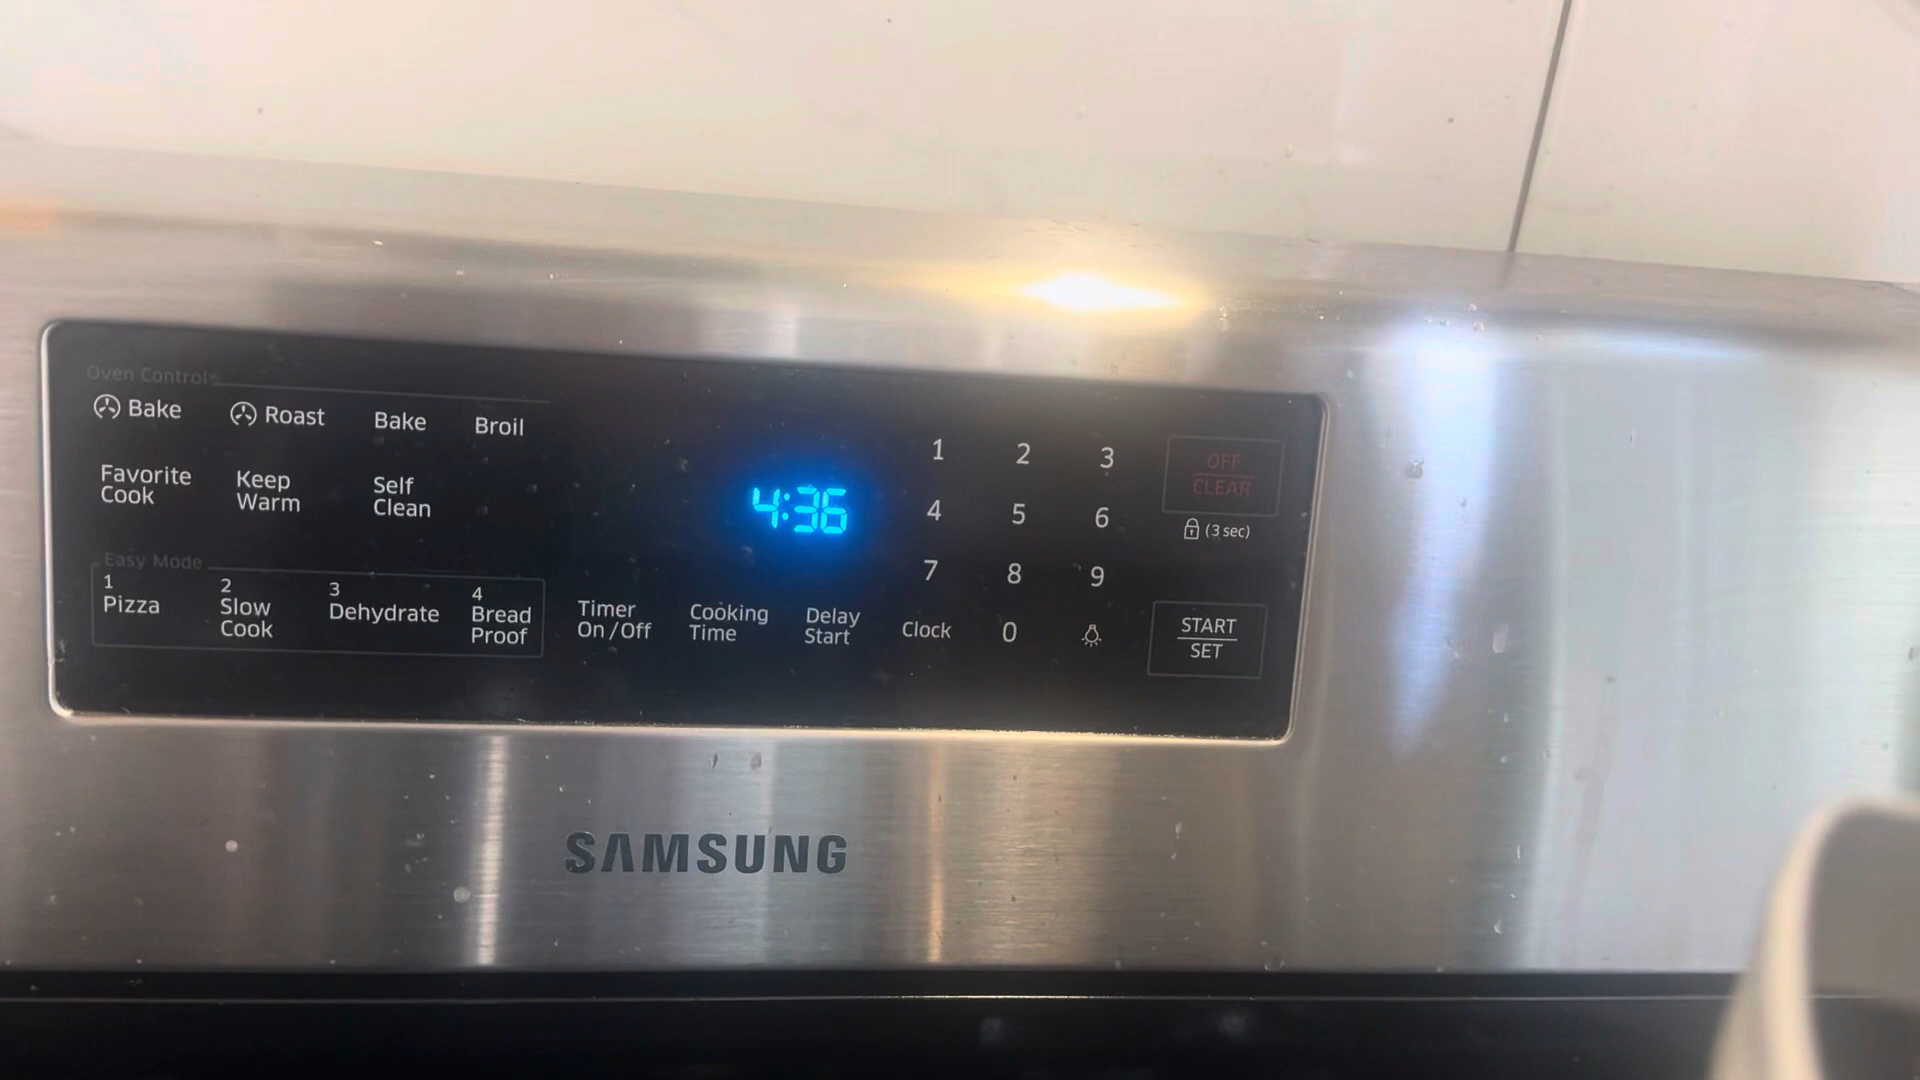 Oven Control
Bake
Roast
Bake
Broil
Favorite
Cook
Keep
Warm
Self
Clean
Easy Mode
1
Pizza
2
Slow
Cook
3
Dehydrate
4
Bread
Proof
4:36
Timer
On/Off
Cooking
Time
Delay
Start
Clock
1 2 3
4 5 6
7 8 9
0
OFF
CLEAR
(3 sec)
START
SET
SAMSUNG